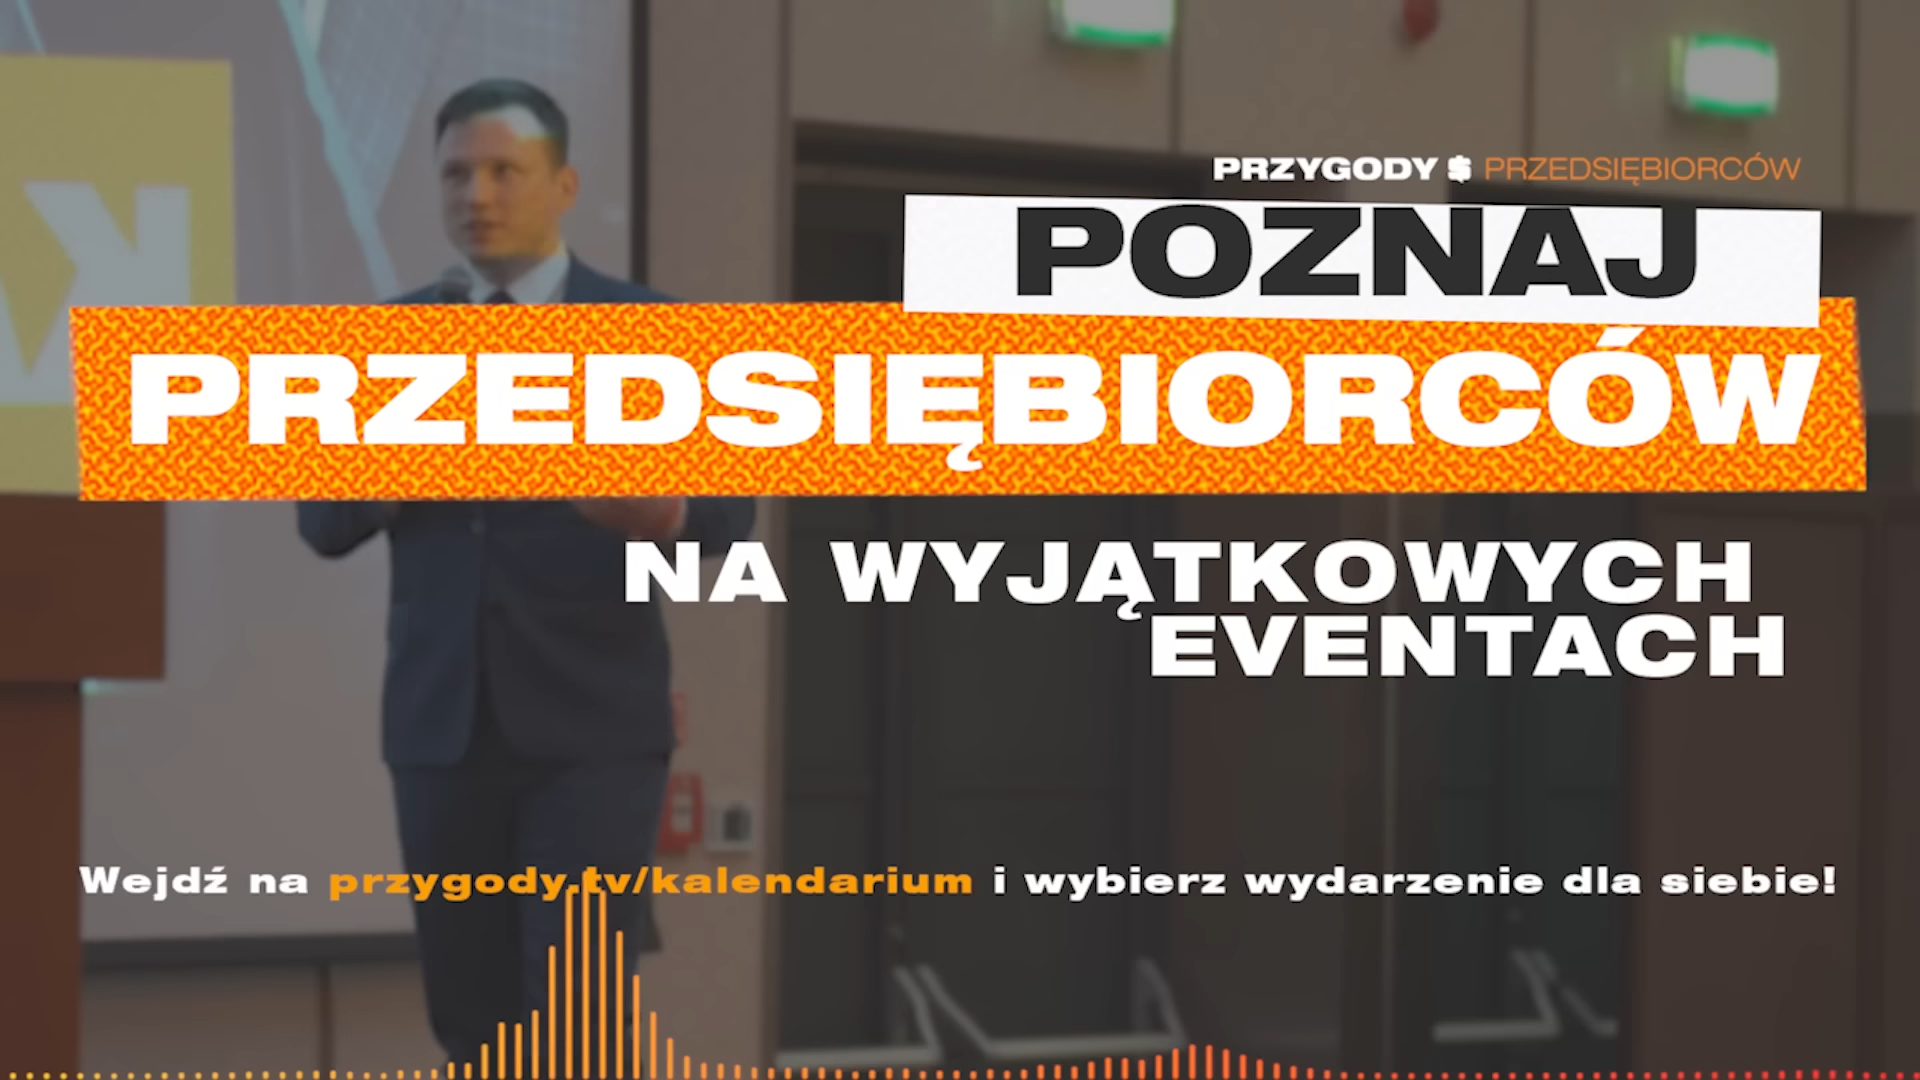 PRZYGODY $ PRZEDSIĘBIORCÓW
POZNAJ
PRZEDSIĘBIORCÓW
NA WYJĄTKOWYCH
EVENTACH
Wejdź na przygody.tv/kalendarium i wybierz wydarzenie dla siebie!